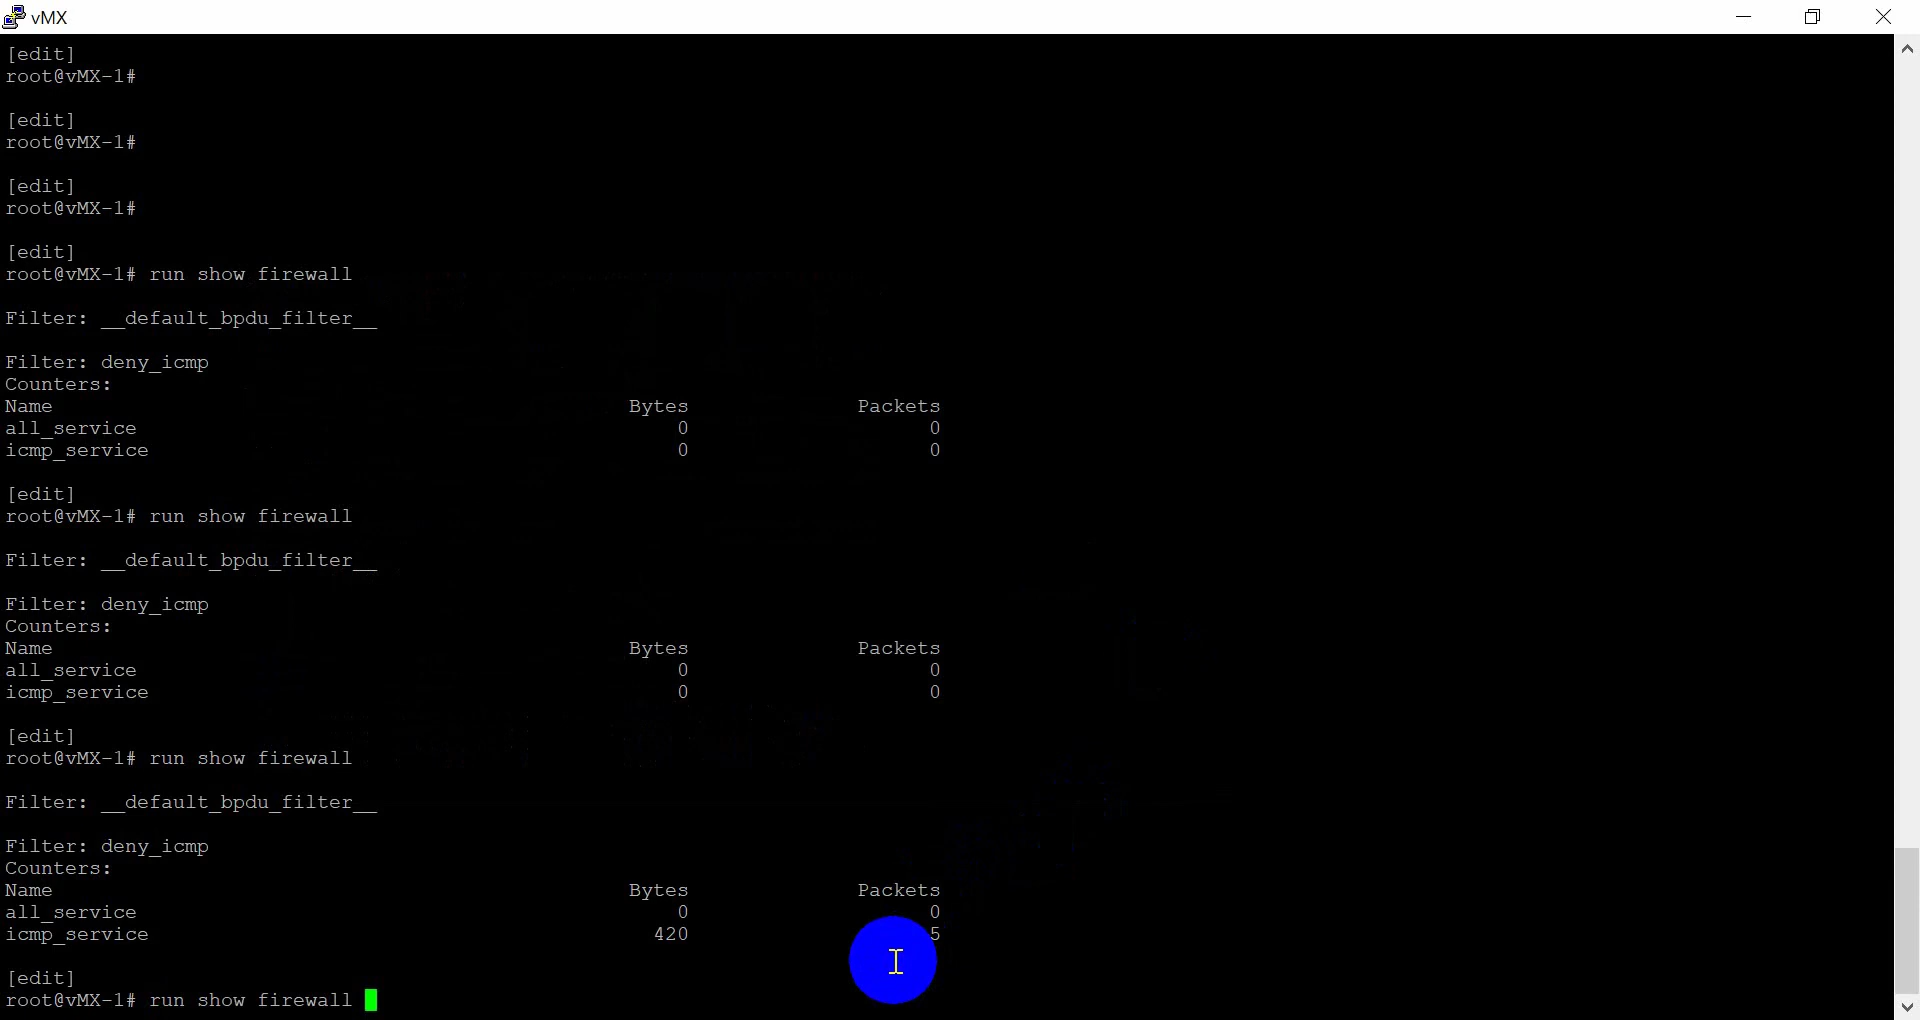 vMX
[edit]
root@vMX-1#
[edit]
root@vMX-1#
[edit]
root@vMX-1#
[edit]
root@vMX-1# run show firewall
Filter: __default_bpdu_filter__
Filter: deny_icmp
Counters:
Name Bytes Packets
all_service 0 0
icmp_service 0 0
[edit]
root@vMX-1# run show firewall
Filter: __default_bpdu_filter__
Filter: deny_icmp
Counters:
Name Bytes Packets
all_service 0 0
icmp_service 0 0
[edit]
root@vMX-1# run show firewall
Filter: __default_bpdu_filter__
Filter: deny_icmp
Counters:
Name Bytes Packets
all_service 0 0
icmp_service 420 5
[edit]
root@vMX-1# run show firewall